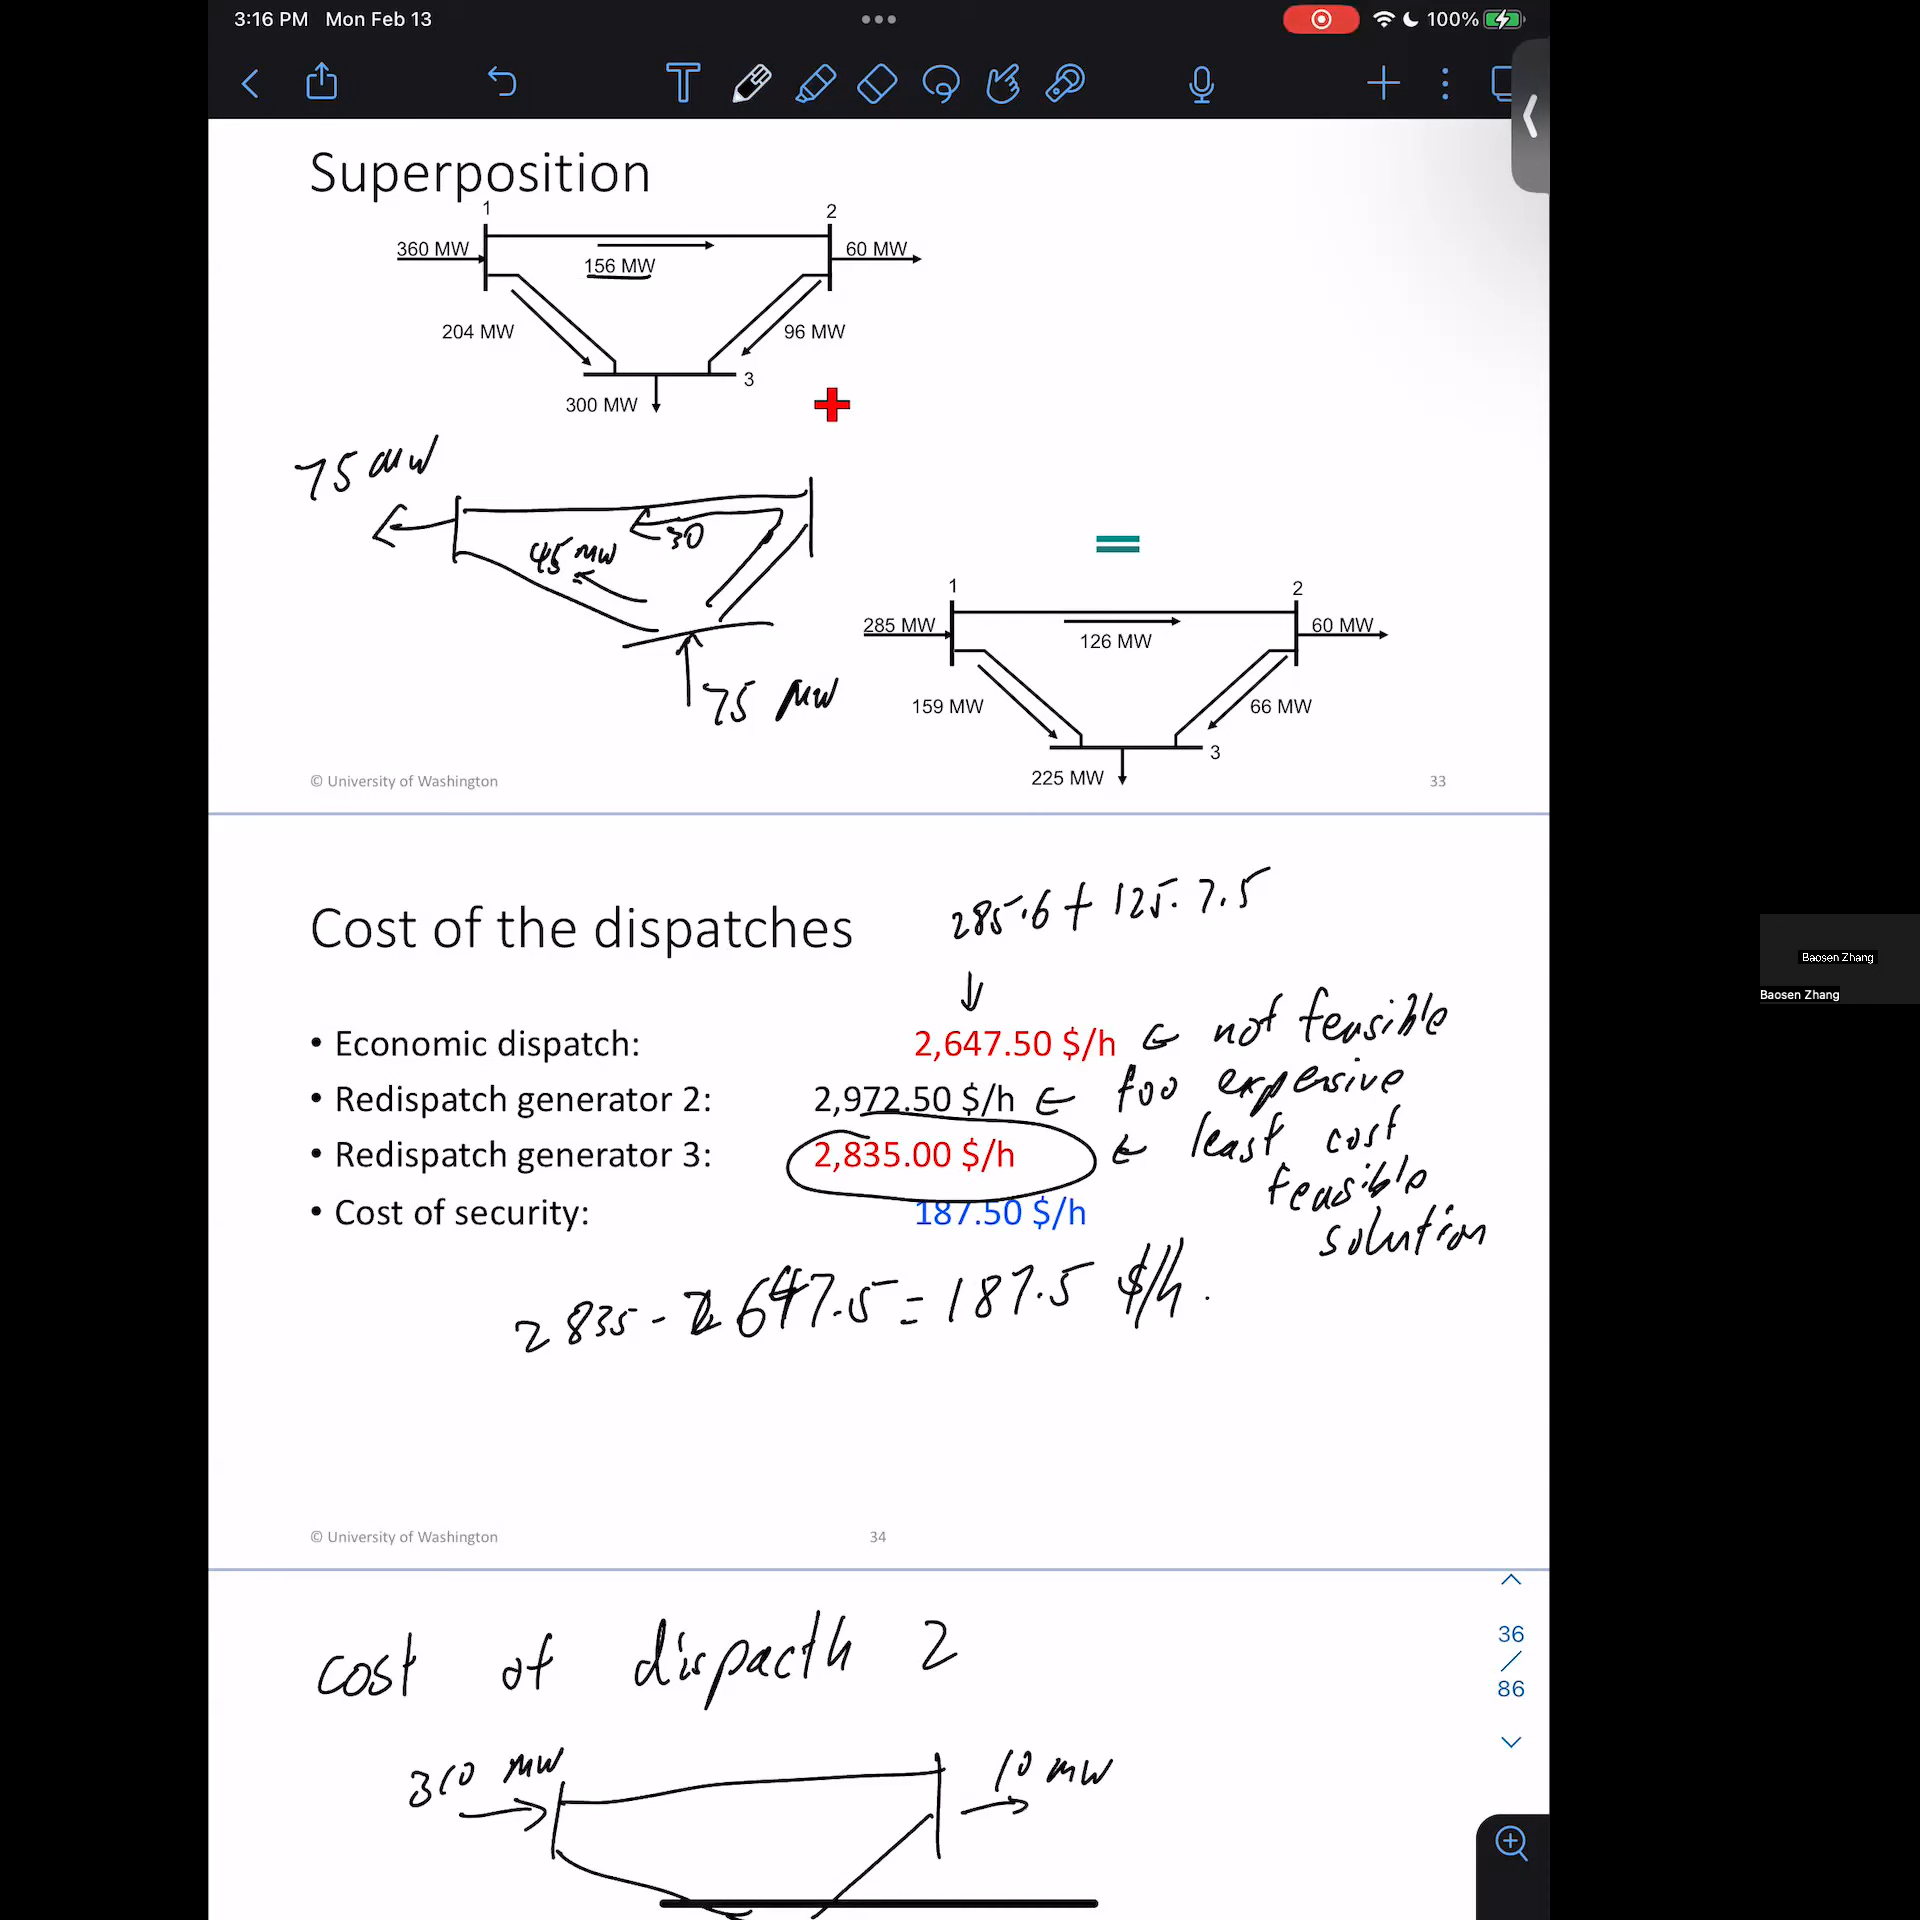 3:16 PM Mon Feb 13
100%
Superposition
1
2
360 MW
60 MW
156 MW
204 MW
96 MW
3
300 MW
75 MW
30
45 MW
75 MW
1
2
285 MW
60 MW
126 MW
159 MW
66 MW
3
225 MW
© University of Washington
33
285·6 + 125·7.5
Cost of the dispatches
• Economic dispatch: 2,647.50 $/h ← not feasible
• Redispatch generator 2: 2,972.50 $/h ← too expensive
• Redispatch generator 3: 2,835.00 $/h ← least cost
feasible
solution
• Cost of security: 187.50 $/h
2835 - 2647.5 = 187.5 $/h.
© University of Washington
34
cost of dispacth 2
310 MW
10 MW
36
/
86
Baosen Zhang
Baosen Zhang